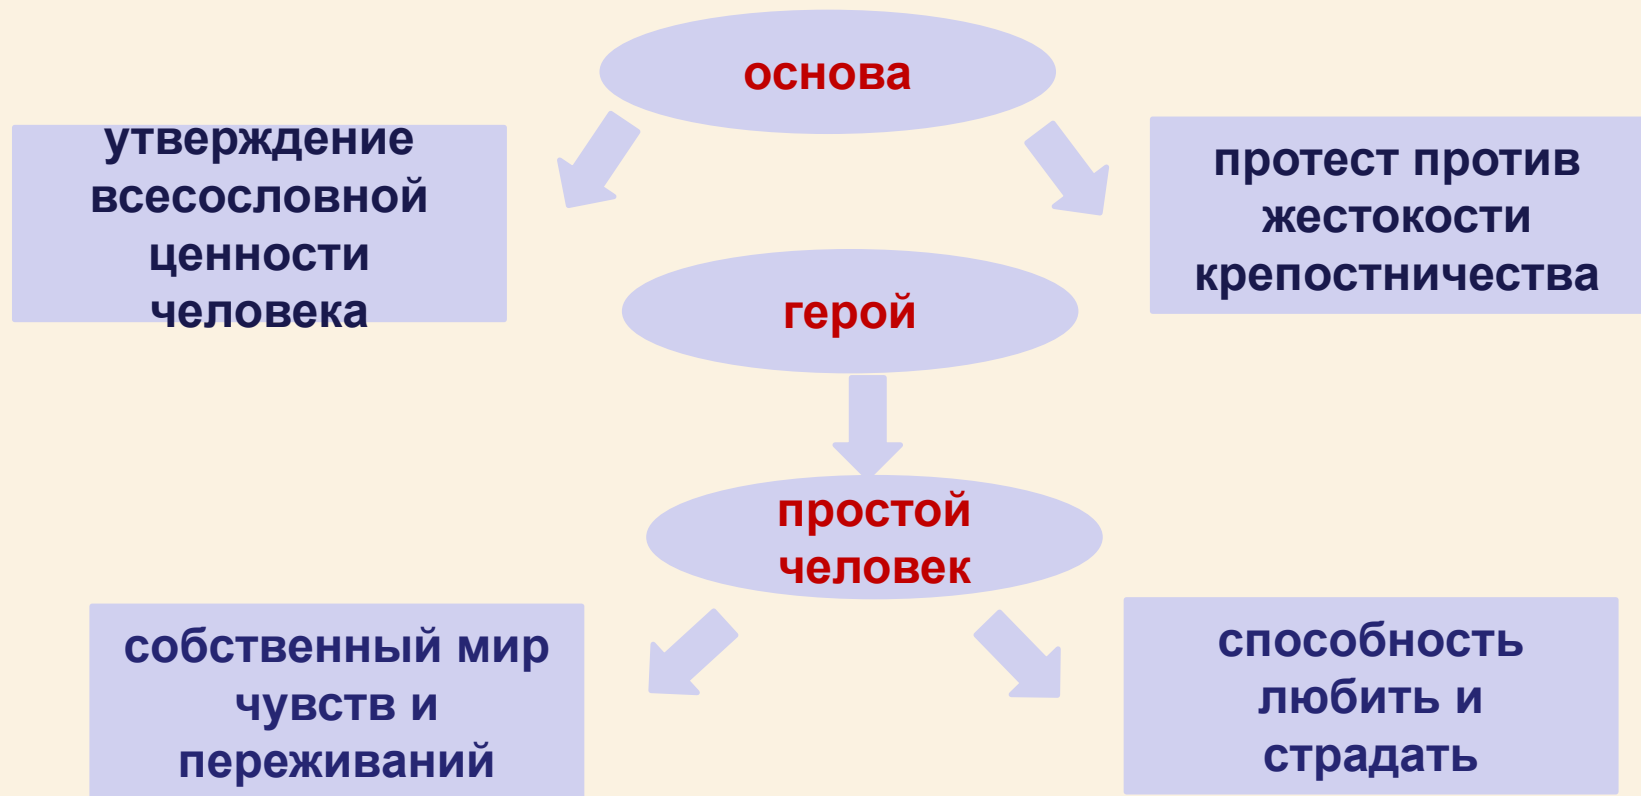 основа
утверждение
всесословной
ценности
человека
протест против
жестокости
крепостничества
герой
простой
человек
собственный мир
чувств и
переживаний
способность
любить и
страдать